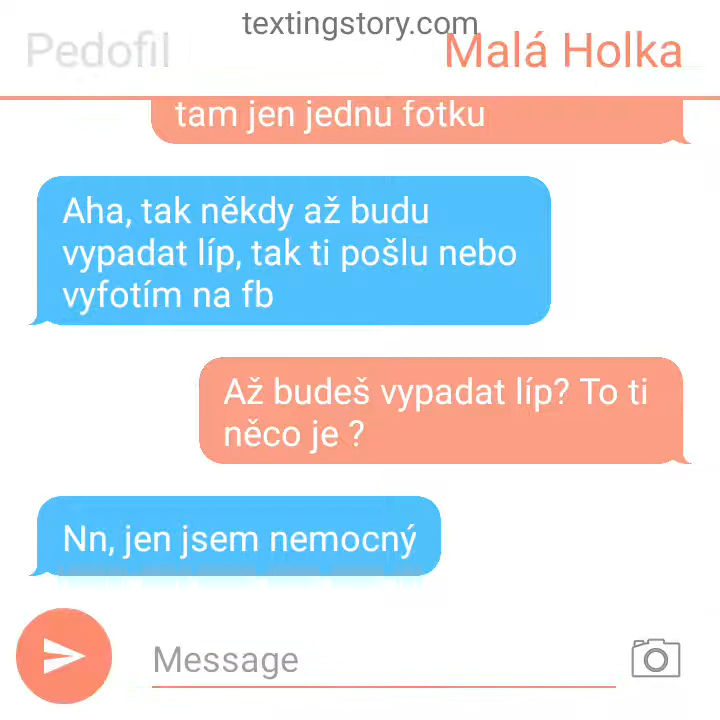 textingstory.com
Pedofil
Malá Holka
tam jen jednu fotku
Aha, tak někdy až budu
vypadat líp, tak ti pošlu nebo
vyfotím na fb
Až budeš vypadat líp? To ti
něco je ?
Nn, jen jsem nemocný
Message